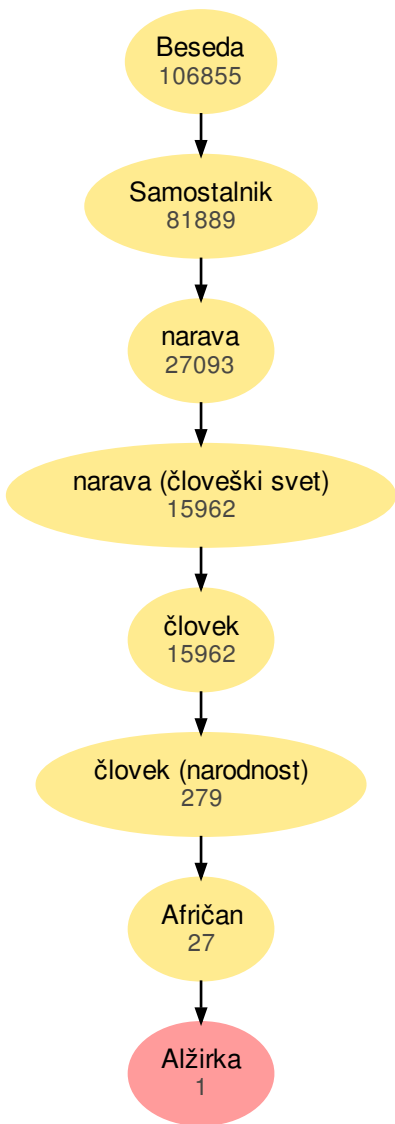 Beseda
106855
Samostalnik
81889
narava
27093
narava (človeški svet)
15962
človek
15962
človek (narodnost)
279
Afričan
27
Alžirka
1